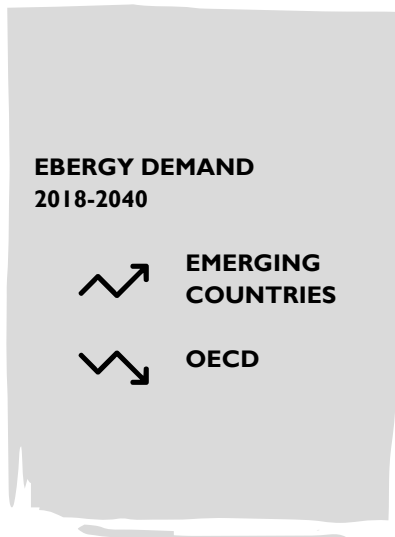 EBERGY DEMAND
2018-2040
EMERGING
COUNTRIES
OECD